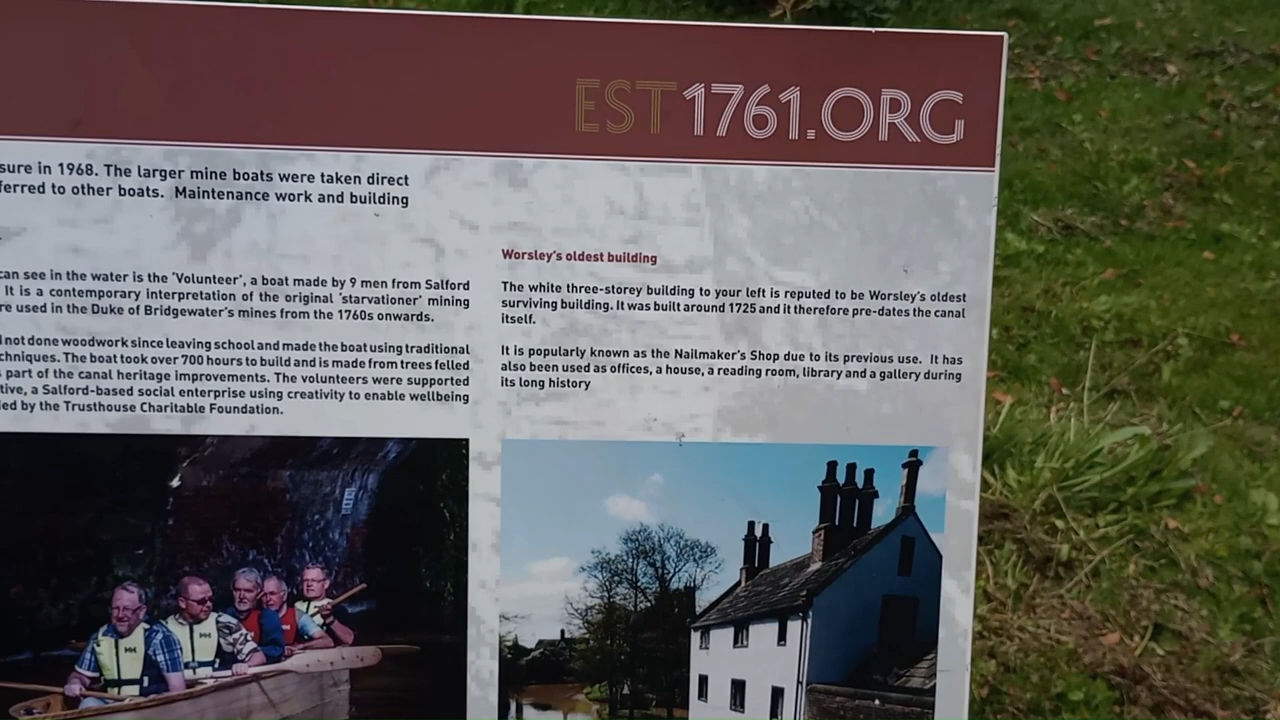 EST1761.ORG
sure in 1968. The larger mine boats were taken direct
ferred to other boats. Maintenance work and building
can see in the water is the 'Volunteer', a boat made by 9 men from Salford
It is a contemporary interpretation of the original 'starvationer' mining
re used in the Duke of Bridgewater's mines from the 1760s onwards.
not done woodwork since leaving school and made the boat using traditional
chniques. The boat took over 700 hours to build and is made from trees felled
part of the canal heritage improvements. The volunteers were supported
tive, a Salford-based social enterprise using creativity to enable wellbeing
ed by the Trusthouse Charitable Foundation.
Worsley's oldest building
The white three-storey building to your left is reputed to be Worsley's oldest
surviving building. It was built around 1725 and it therefore pre-dates the canal
itself.
It is popularly known as the Nailmaker's Shop due to its previous use. It has
also been used as offices, a house, a reading room, library and a gallery during
its long history